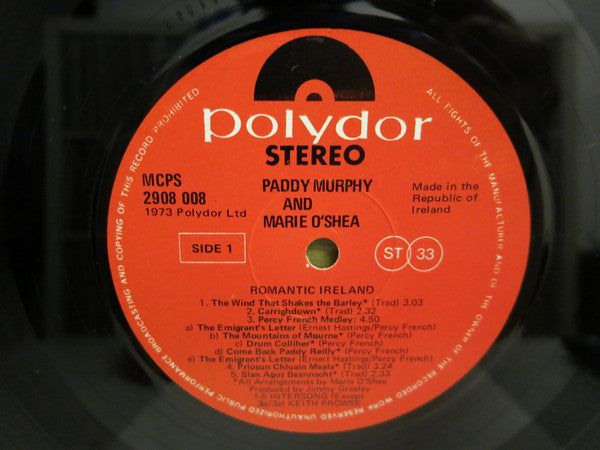 polydor
STEREO
MCPS
2908 008
1973 Polydor Ltd
PADDY MURPHY
AND
MARIE O'SHEA
Made in the
Republic of
Ireland
SIDE 1
ST 33
ROMANTIC IRELAND
1. The Wind That Shakes the Barley* (Trad) 3.03
2. Carrighdown* (Trad) 2.32
3. Percy French Medley: 4.50
a) The Emigrant's Letter (Ernest Hastings/Percy French)
b) The Mountains of Mourne* (Percy French)
c) Drum Colliher* (Percy French)
d) Come Back Paddy Reilly* (Percy French)
e) The Emigrant's Letter (Ernest Hastings/Percy French)
4. Priosun Chluain Meala* (Trad) 3.24
5. Slan Agus Beannacht* (Trad) 2.33
*All Arrangements by Marie O'Shea
Produced by Jimmy Greeley
1-5 INTERSONG (Except
3a/3e) KEITH PROWSE
ALL RIGHTS OF THE MANUFACTURER AND OF THE OWNER OF THE RECORDED WORK RESERVED UNAUTHORISED PUBLIC PERFORMANCE BROADCASTING AND COPYING OF THIS RECORD PROHIBITED